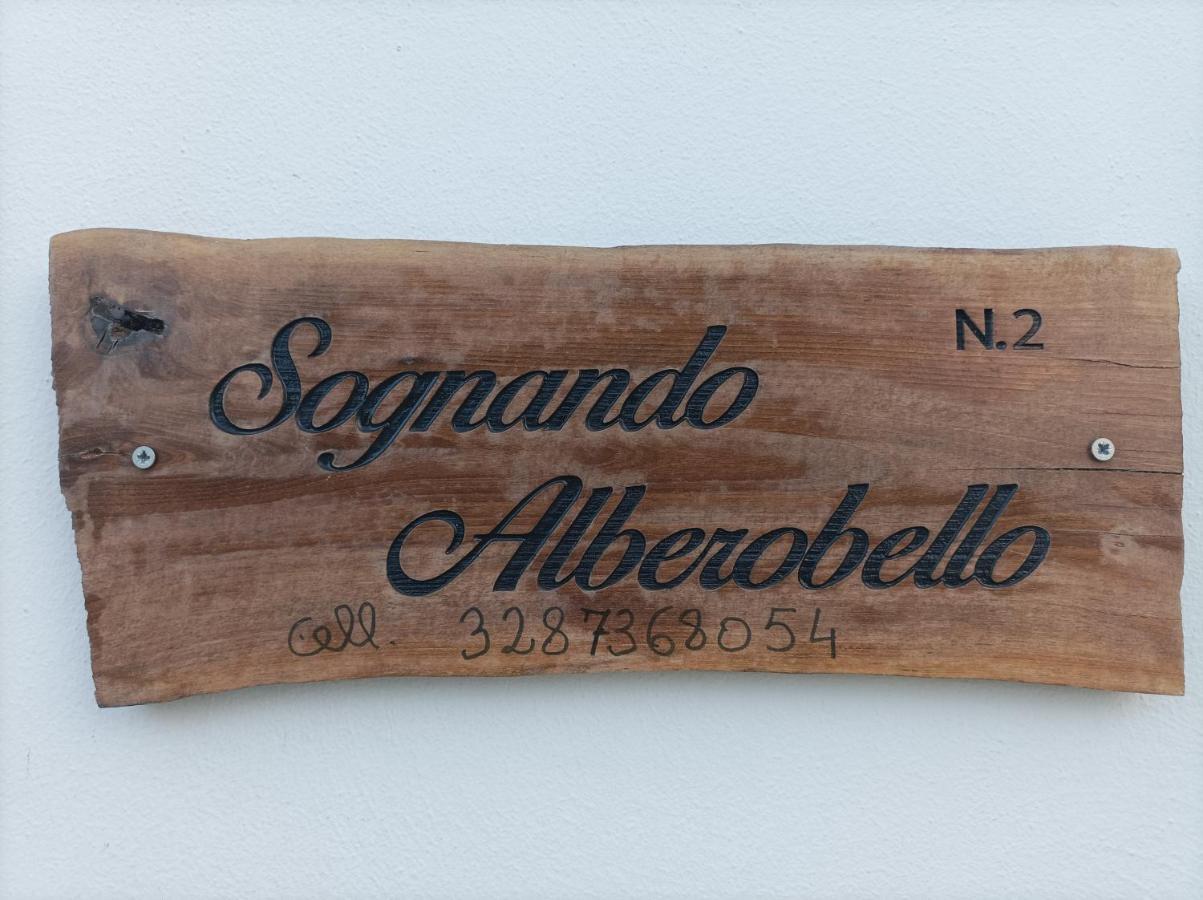 N.2
Sognando
Alberobello
cell. 3287368054